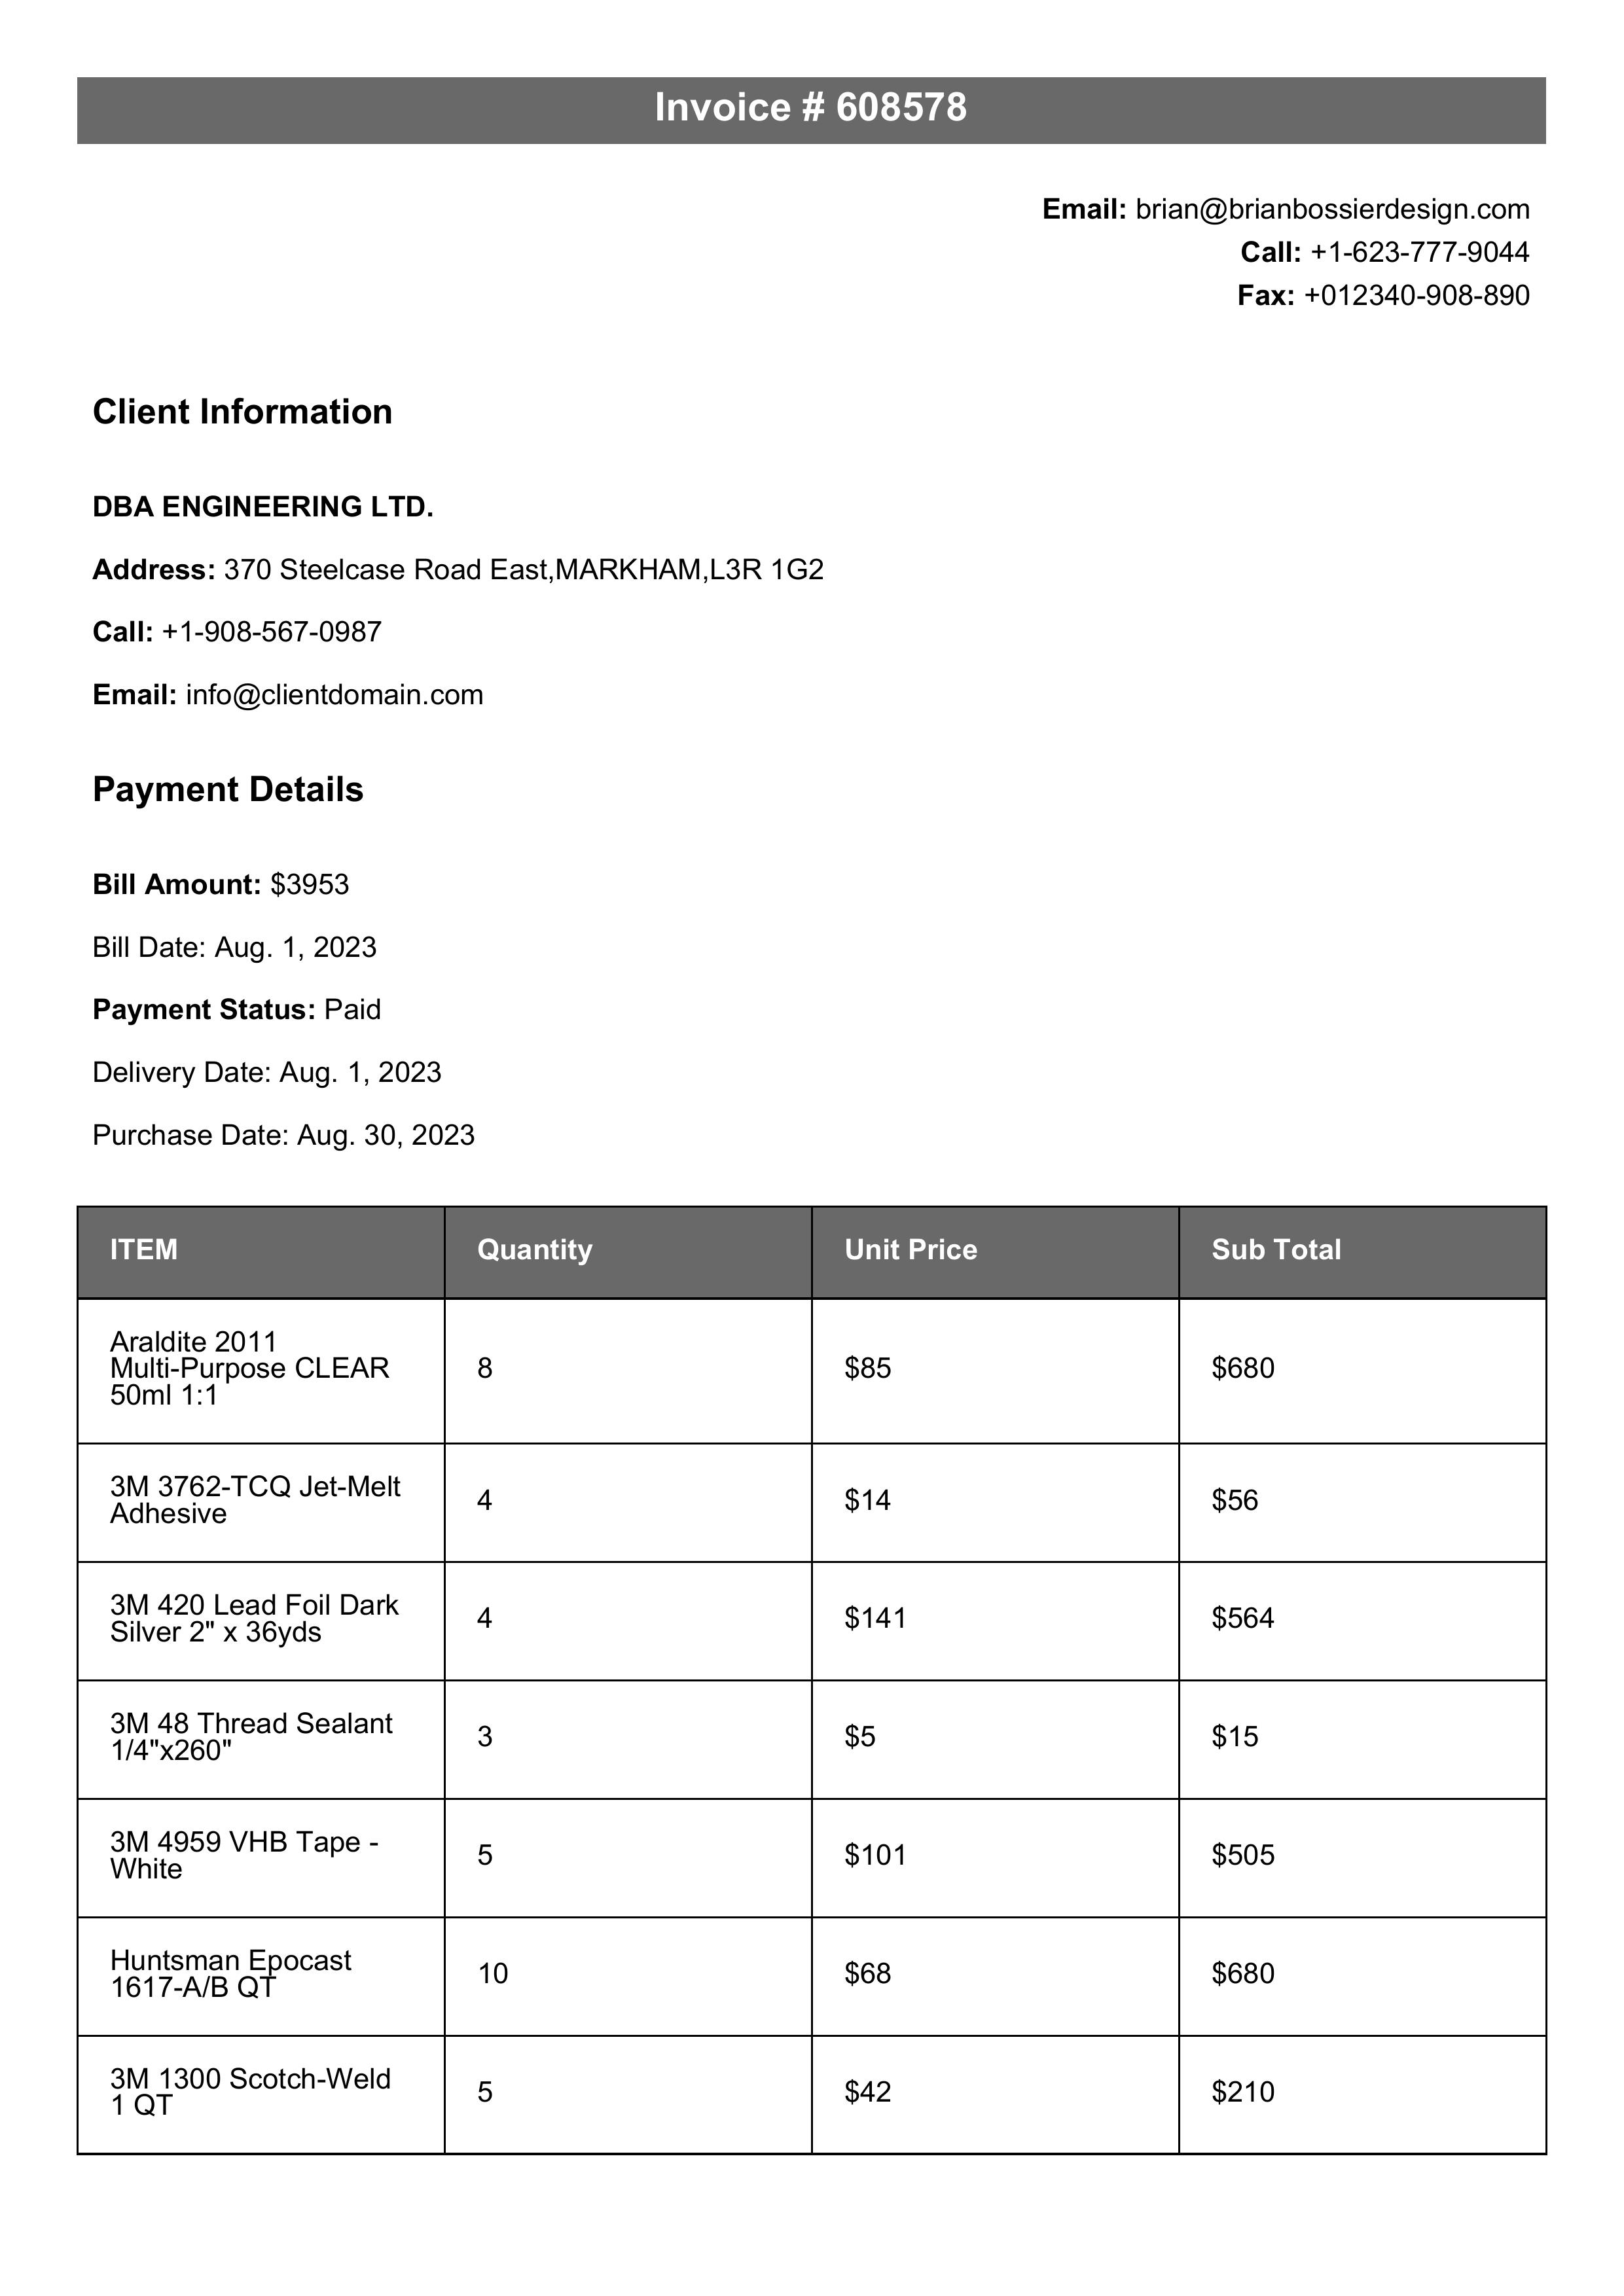 Invoice # 608578
Email: brian@brianbossierdesign.com
Call: +1-623-777-9044
Fax: +012340-908-890
Client Information
DBA ENGINEERING LTD.
Address: 370 Steelcase Road East,MARKHAM,L3R 1G2
Call: +1-908-567-0987
Email: info@clientdomain.com
Payment Details
Bill Amount: $3953
Bill Date: Aug. 1, 2023
Payment Status: Paid
Delivery Date: Aug. 1, 2023
Purchase Date: Aug. 30, 2023
ITEM Quantity Unit Price Sub Total
Araldite 2011
Multi-Purpose CLEAR 8 $85 $680
50ml 1:1
3M 3762-TCQ Jet-Melt
Adhesive 4 $14 $56
3M 420 Lead Foil Dark
Silver 2" x 36yds 4 $141 $564
3M 48 Thread Sealant
1/4"x260" 3 $5 $15
3M 4959 VHB Tape -
White 5 $101 $505
Huntsman Epocast
1617-A/B QT 10 $68 $680
3M 1300 Scotch-Weld
1 QT 5 $42 $210